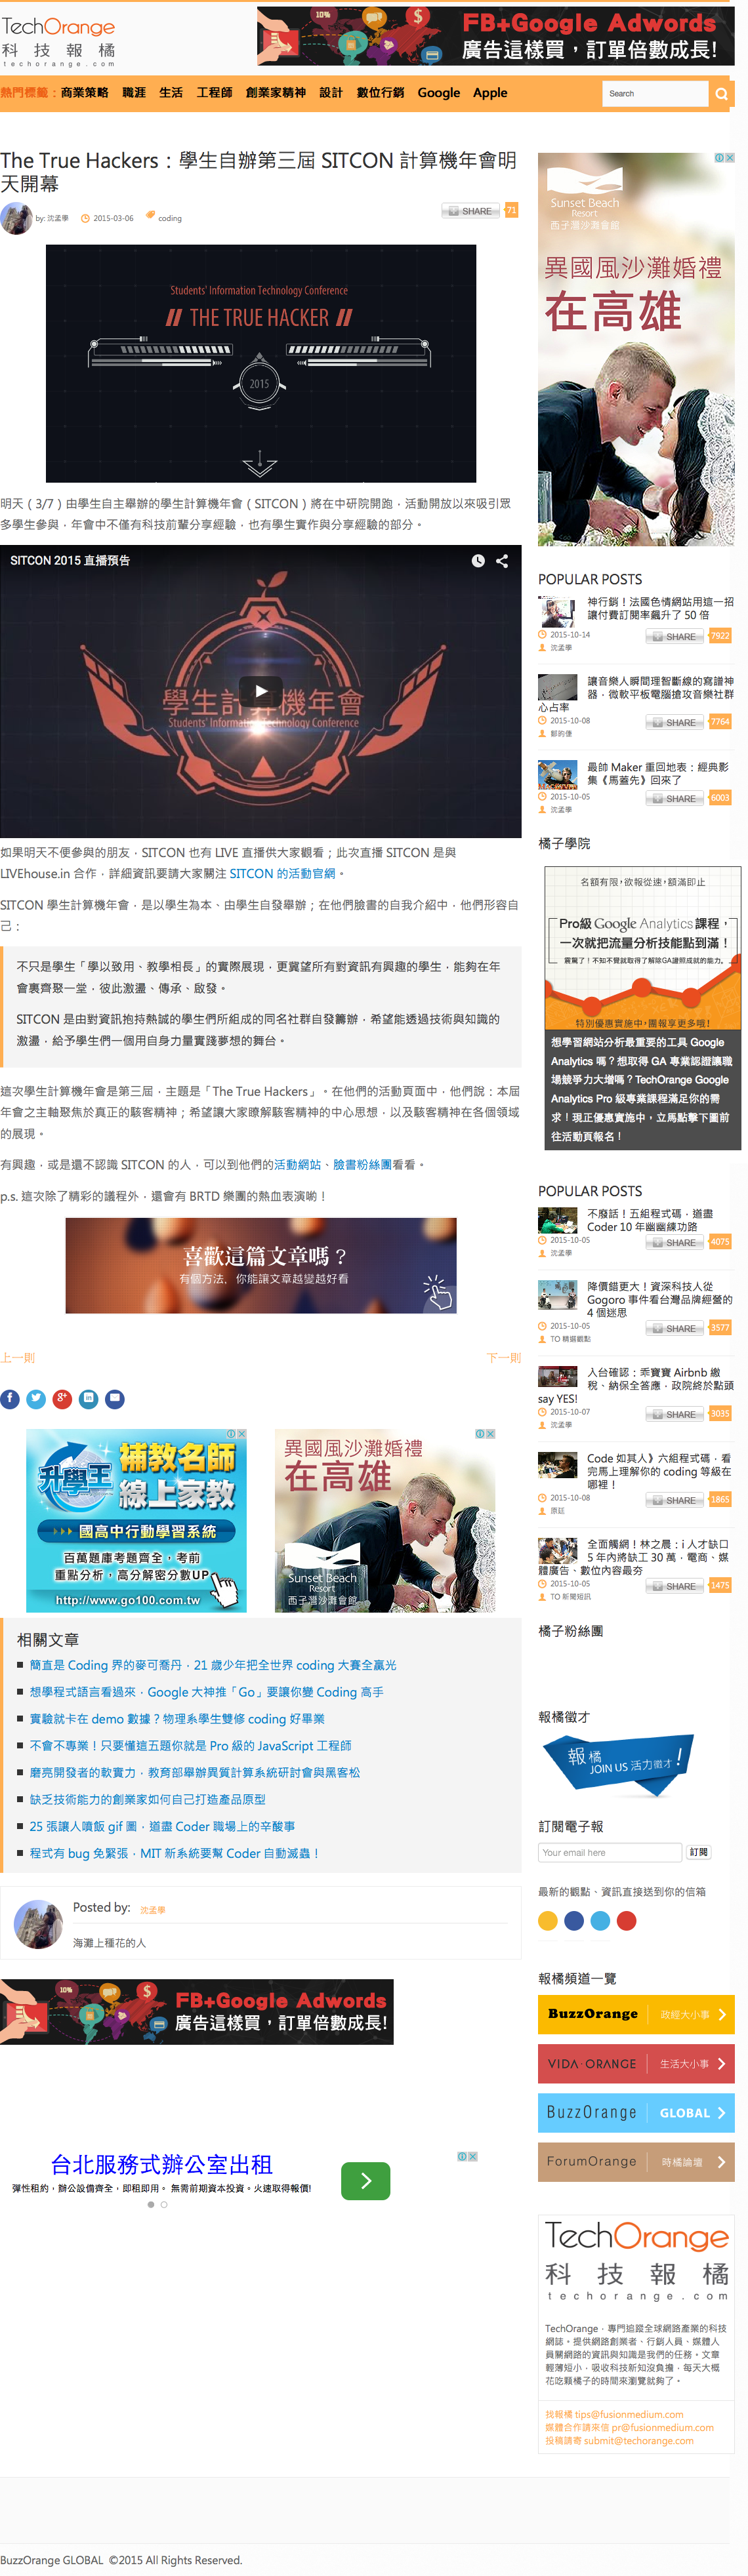 TechOrange
科技報橘
techorange.com
10%
FB+Google Adwords
廣告這樣買，訂單倍數成長!
熱門標籤：商業策略 職涯 生活 工程師 創業家精神 設計 數位行銷 Google Apple
Search
The True Hackers：學生自辦第三屆 SITCON 計算機年會明
天開幕
by: 沈孟學 2015-03-06 coding
SHARE 71
Students' Information Technology Conference
// THE TRUE HACKER //
2015
明天（3/7）由學生自主舉辦的學生計算機年會（SITCON）將在中研院開跑，活動開放以來吸引眾
多學生參與，年會中不僅有科技前輩分享經驗，也有學生實作與分享經驗的部分。
SITCON 2015 直播預告
學生計算機年會
Students' Information Technology Conference
如果明天不便參與的朋友，SITCON 也有 LIVE 直播供大家觀看；此次直播 SITCON 是與
LIVEhouse.in 合作，詳細資訊要請大家關注 SITCON 的活動官網。
SITCON 學生計算機年會，是以學生為本、由學生自發舉辦；在他們臉書的自我介紹中，他們形容自
己：
不只是學生「學以致用、教學相長」的實際展現，更冀望所有對資訊有興趣的學生，能夠在年
會裏齊聚一堂，彼此激盪、傳承、啟發。
SITCON 是由對資訊抱持熱誠的學生們所組成的同名社群自發籌辦，希望能透過技術與知識的
激盪，給予學生們一個用自身力量實踐夢想的舞台。
這次學生計算機年會是第三屆，主題是「The True Hackers」。在他們的活動頁面中，他們說：本屆
年會之主軸聚焦於真正的駭客精神；希望讓大家瞭解駭客精神的中心思想，以及駭客精神在各個領域
的展現。
有興趣，或是還不認識 SITCON 的人，可以到他們的活動網站、臉書粉絲團看看。
p.s. 這次除了精彩的議程外，還會有 BRTD 樂團的熱血表演喲！
喜歡這篇文章嗎？
有個方法，你能讓文章越變越好看
上一則 下一則
升學王
補教名師
線上家教
國高中行動學習系統
百萬題庫考題齊全，考前
重點分析，高分解密分數UP
http://www.go100.com.tw
異國風沙灘婚禮
在高雄
Sunset Beach
Resort
西子灣沙灘會館
相關文章
簡直是 Coding 界的麥可喬丹，21 歲少年把全世界 coding 大賽全贏光
想學程式語言看過來，Google 大神推「Go」要讓你變 Coding 高手
實驗就卡在 demo 數據？物理系學生雙修 coding 好畢業
不會不專業！只要懂這五題你就是 Pro 級的 JavaScript 工程師
磨亮開發者的軟實力，教育部舉辦異質計算系統研討會與黑客松
缺乏技術能力的創業家如何自己打造產品原型
25 張讓人噴飯 gif 圖，道盡 Coder 職場上的辛酸事
程式有 bug 免緊張，MIT 新系統要幫 Coder 自動滅蟲！
Posted by: 沈孟學
海灘上種花的人
FB+Google Adwords
廣告這樣買，訂單倍數成長!
台北服務式辦公室出租
彈性租約，辦公設備齊全，即租即用。無需前期資本投資。火速取得報價!
Sunset Beach
Resort
西子灣沙灘會館
異國風沙灘婚禮
在高雄
POPULAR POSTS
神行銷！法國色情網站用這一招
讓付費訂閱率飆升了 50 倍
2015-10-14
SHARE 7922
沈孟學
讓音樂人瞬間理智斷線的寫譜神
器，微軟平板電腦搶攻音樂社群
心占率
2015-10-08
SHARE 7764
最帥 Maker 重回地表：經典影
集《馬蓋先》回來了
2015-10-05
SHARE 6003
沈孟學
橘子學院
名額有限，欲報從速，額滿即止
Pro級 Google Analytics 課程，
一次就把流量分析技能點到滿！
震驚了！不知不覺就取得了解除GA證照成就的能力。
特別優惠實施中，團報享更多哦！
想學習網站分析最重要的工具 Google
Analytics 嗎？想取得 GA 專業認證讓職
場競爭力大增嗎？TechOrange Google
Analytics Pro 級專業課程滿足你的需
求！現正優惠實施中，立馬點擊下圖前
往活動頁報名！
POPULAR POSTS
不廢話！五組程式碼，道盡
Coder 10 年幽幽練功路
2015-10-05
SHARE 4075
沈孟學
降價錯更大！資深科技人從
Gogoro 事件看台灣品牌經營的
4 個迷思
2015-10-05
SHARE 3577
TO 精選觀點
入台確認：乖寶寶 Airbnb 繳
稅、納保全答應，政院終於點頭
say YES!
2015-10-07
SHARE 3035
沈孟學
Code 如其人》六組程式碼，看
完馬上理解你的 coding 等級在
哪裡！
2015-10-08
SHARE 1865
全面觸網！林之晨：i 人才缺口
5 年內將缺工 30 萬，電商、媒
體廣告、數位內容最夯
2015-10-05
SHARE 1475
TO 新聞短訊
橘子粉絲團
報橘徵才
報橘
JOIN US 活力徵才！
訂閱電子報
Your email here 訂閱
最新的觀點、資訊直接送到你的信箱
報橘頻道一覽
BuzzOrange 政經大小事
VIDA ORANGE 生活大小事
BuzzOrange GLOBAL
ForumOrange 時橘論壇
TechOrange
科技報橘
techorange.com
TechOrange，專門追蹤全球網路產業的科技
網誌。提供網路創業者、行銷人員、媒體人
員關網路的資訊與知識是我們的任務。文章
輕薄短小，吸收科技新知沒負擔，每天大概
花吃顆橘子的時間來瀏覽就夠了。
找報橘 tips@fusionmedium.com
媒體合作請來信 pr@fusionmedium.com
投稿請寄 submit@techorange.com
BuzzOrange GLOBAL ©2015 All Rights Reserved.